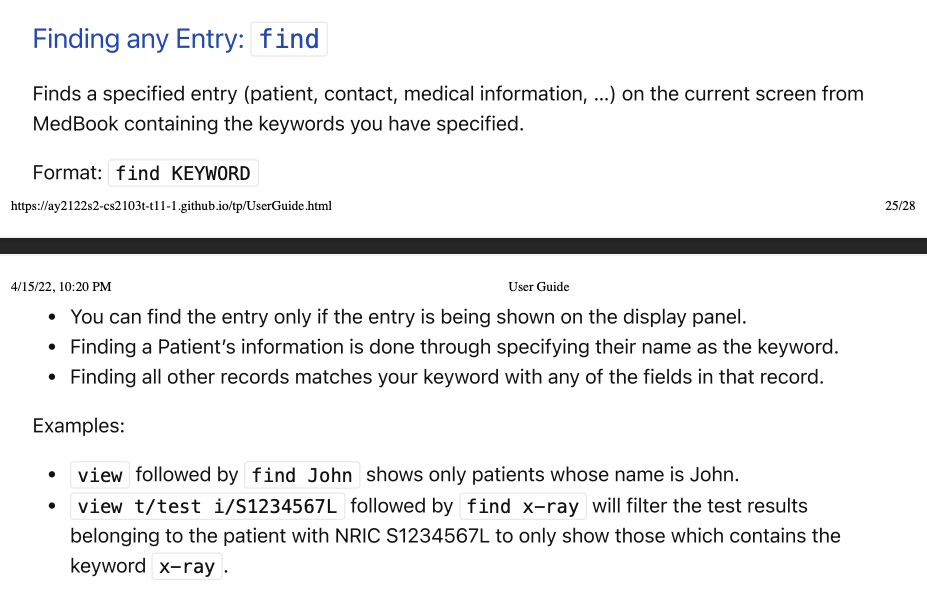 Finding any Entry: find
Finds a specified entry (patient, contact, medical information, ...) on the current screen from
MedBook containing the keywords you have specified.
Format: find KEYWORD
https://ay2122s2-cs2103t-t11-1.github.io/tp/UserGuide.html 25/28
4/15/22, 10:20 PM User Guide
• You can find the entry only if the entry is being shown on the display panel.
• Finding a Patient’s information is done through specifying their name as the keyword.
• Finding all other records matches your keyword with any of the fields in that record.
Examples:
• view followed by find John shows only patients whose name is John.
• view t/test i/S1234567L followed by find x-ray will filter the test results
belonging to the patient with NRIC S1234567L to only show those which contains the
keyword x-ray .